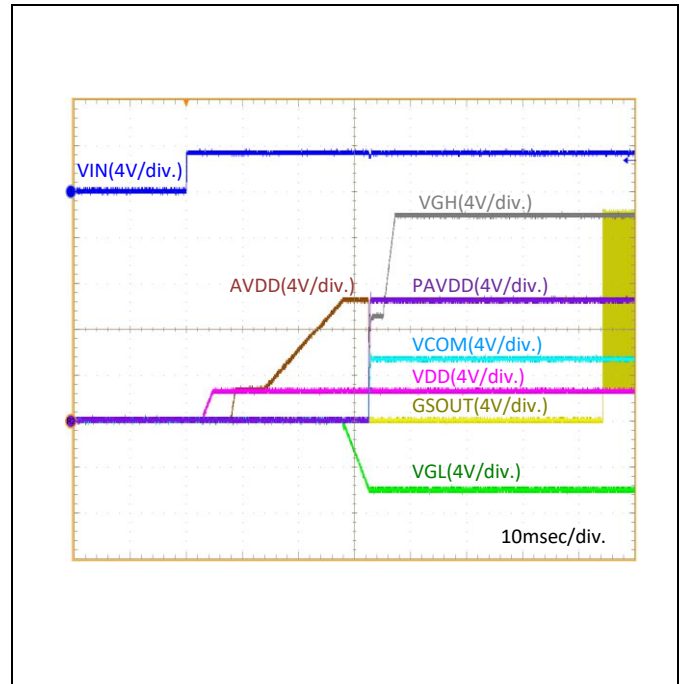 VIN(4V/div.)
VGH(4V/div.)
AVDD(4V/div.)
PAVDD(4V/div.)
VCOM(4V/div.)
VDD(4V/div.)
GSOUT(4V/div.)
VGL(4V/div.)
10msec/div.